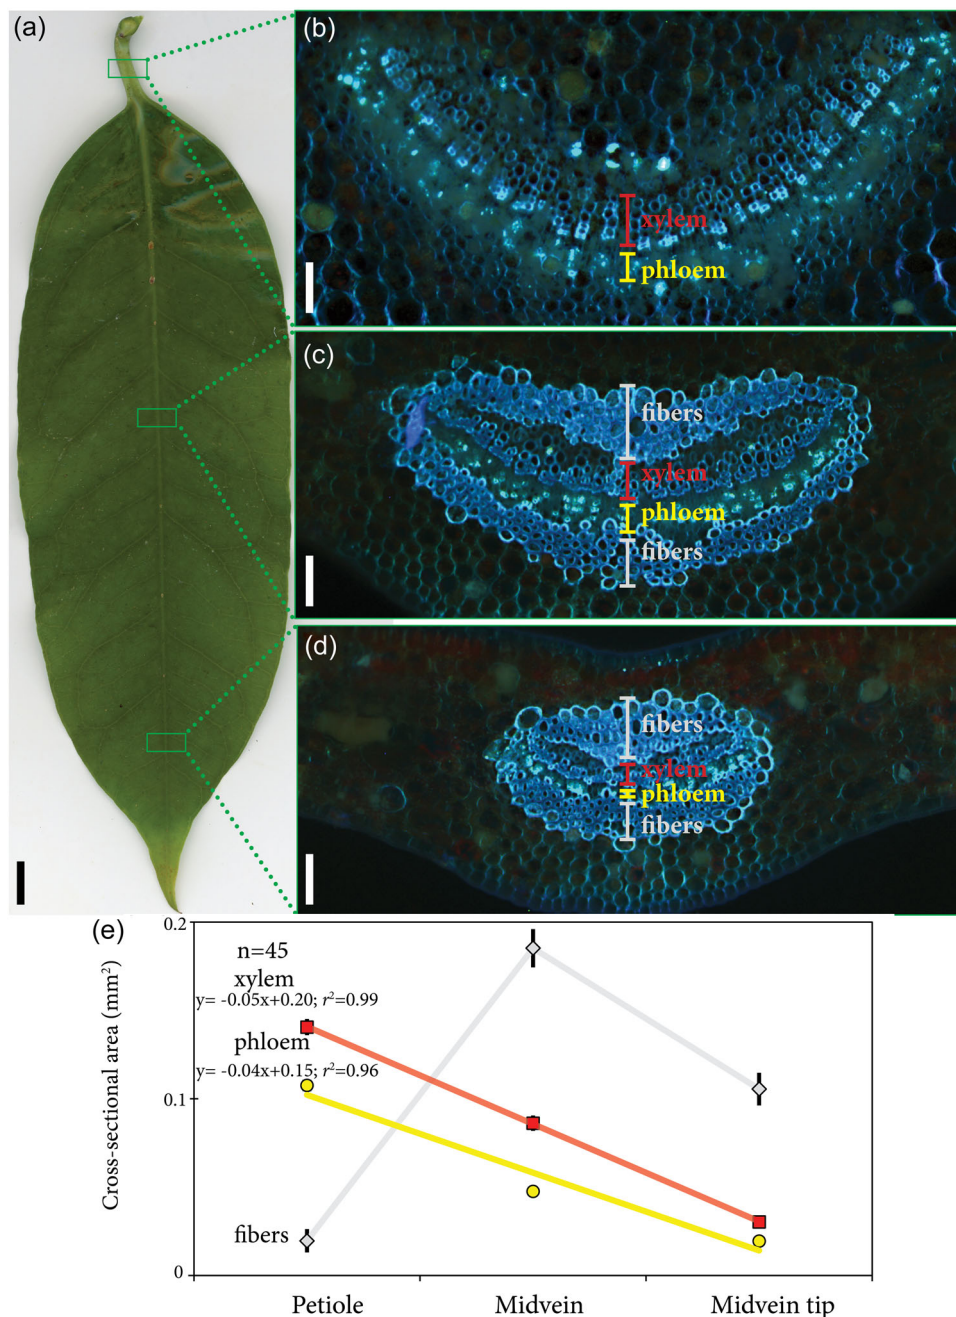 (a)
(b)
xylem
phloem
(c)
fibers
xylem
phloem
fibers
(d)
fibers
xylem
phloem
fibers
(e)
Cross-sectional area (mm²)
0.2
0.1
0
n=45
xylem
y= -0.05x+0.20; r²=0.99
phloem
y= -0.04x+0.15; r²=0.96
fibers
Petiole
Midvein
Midvein tip